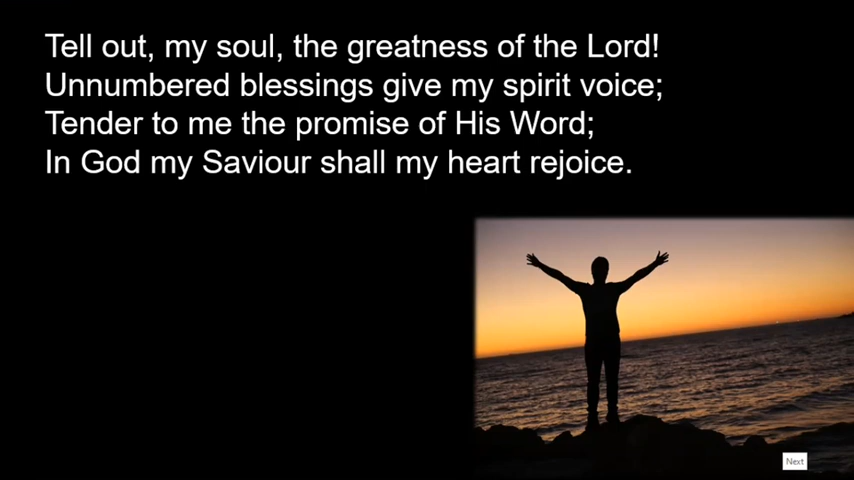 Tell out, my soul, the greatness of the Lord!
Unnumbered blessings give my spirit voice;
Tender to me the promise of His Word;
In God my Saviour shall my heart rejoice.
Next